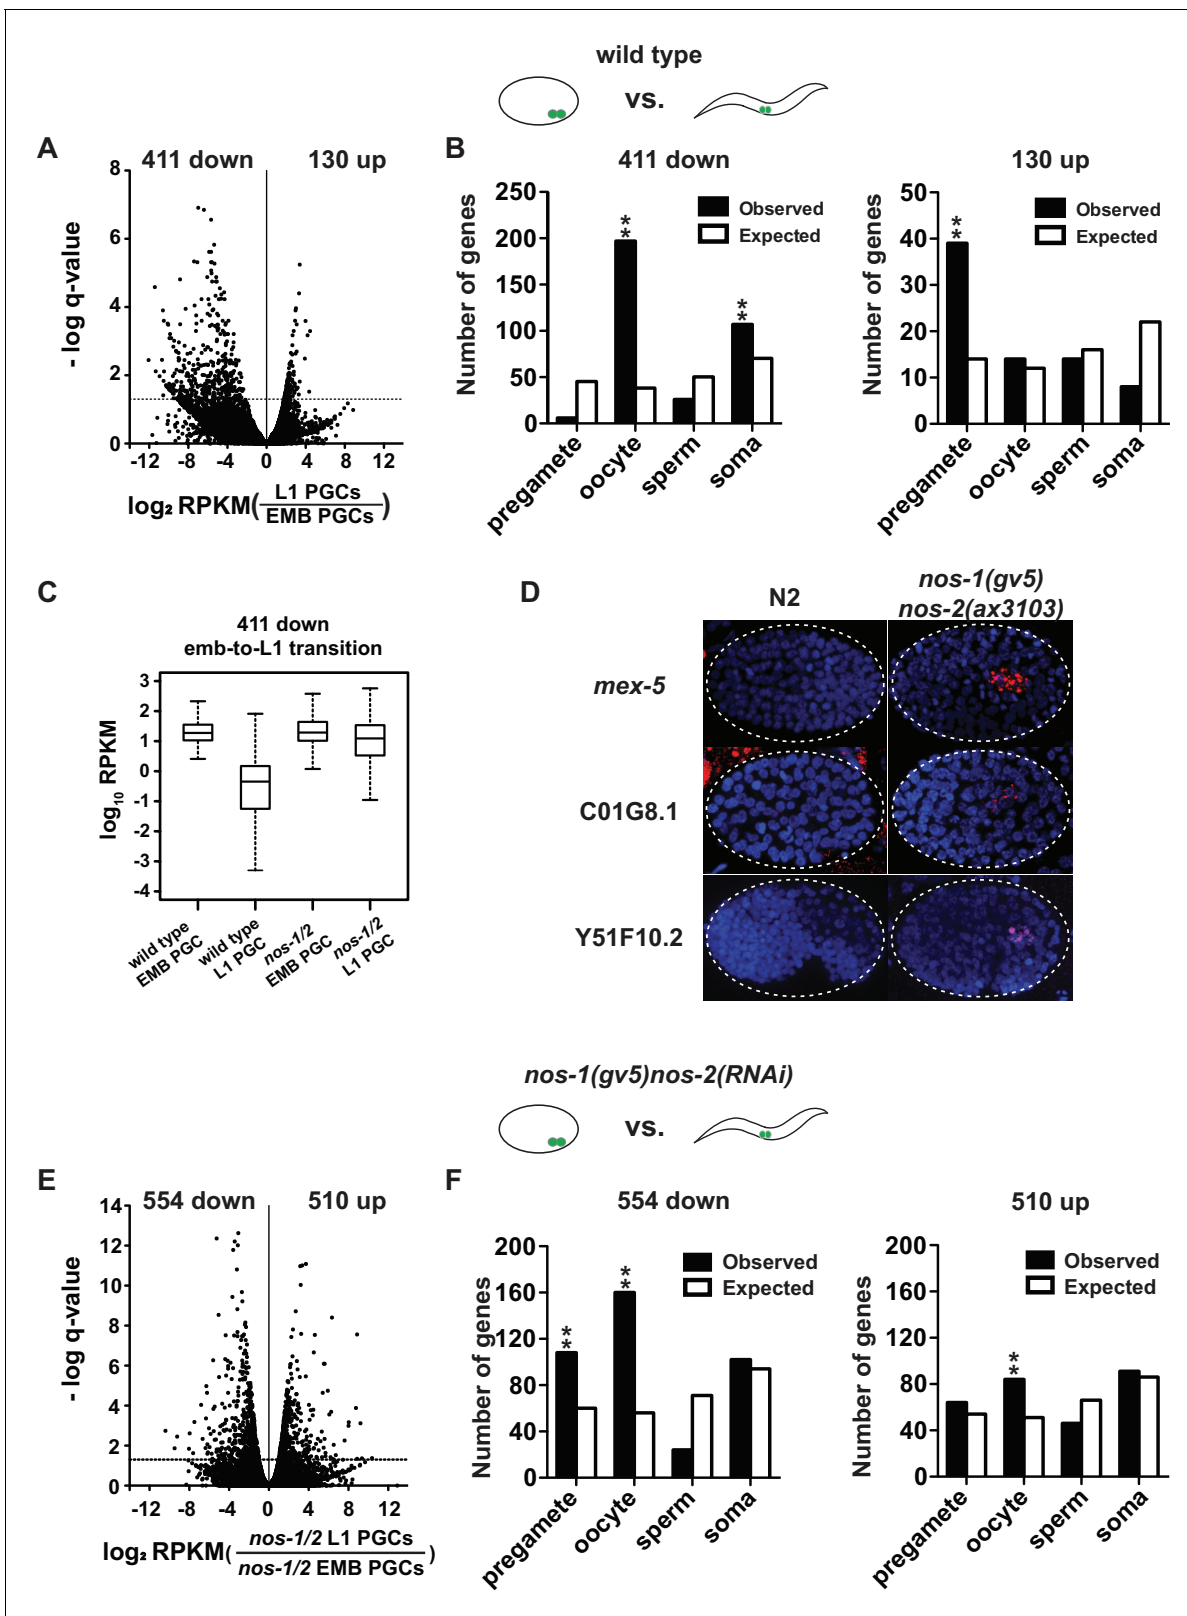 wild type
vs.
A
411 down
130 up
8
6
4
2
0
-12
-8
-4
0
4
8
12
- log q-value
log₂ RPKM(L1 PGCs/EMB PGCs)
B
411 down
250
200
150
100
50
0
Number of genes
Observed
Expected
**
**
pregamete
oocyte
sperm
soma
130 up
50
40
30
20
10
0
Number of genes
Observed
Expected
**
pregamete
oocyte
sperm
soma
C
411 down
emb-to-L1 transition
3
2
1
0
-1
-2
-3
-4
log₁₀ RPKM
wild type
EMB PGC
wild type
L1 PGC
nos-1/2
EMB PGC
nos-1/2
L1 PGC
D
N2
nos-1(gv5)
nos-2(ax3103)
mex-5
C01G8.1
Y51F10.2
nos-1(gv5)nos-2(RNAi)
vs.
E
554 down
510 up
14
12
10
8
6
4
2
0
-12
-8
-4
0
4
8
12
- log q-value
log₂ RPKM(nos-1/2 L1 PGCs/nos-1/2 EMB PGCs)
F
554 down
200
160
120
80
40
0
Number of genes
Observed
Expected
**
**
pregamete
oocyte
sperm
soma
510 up
200
160
120
80
40
0
Number of genes
Observed
Expected
**
pregamete
oocyte
sperm
soma